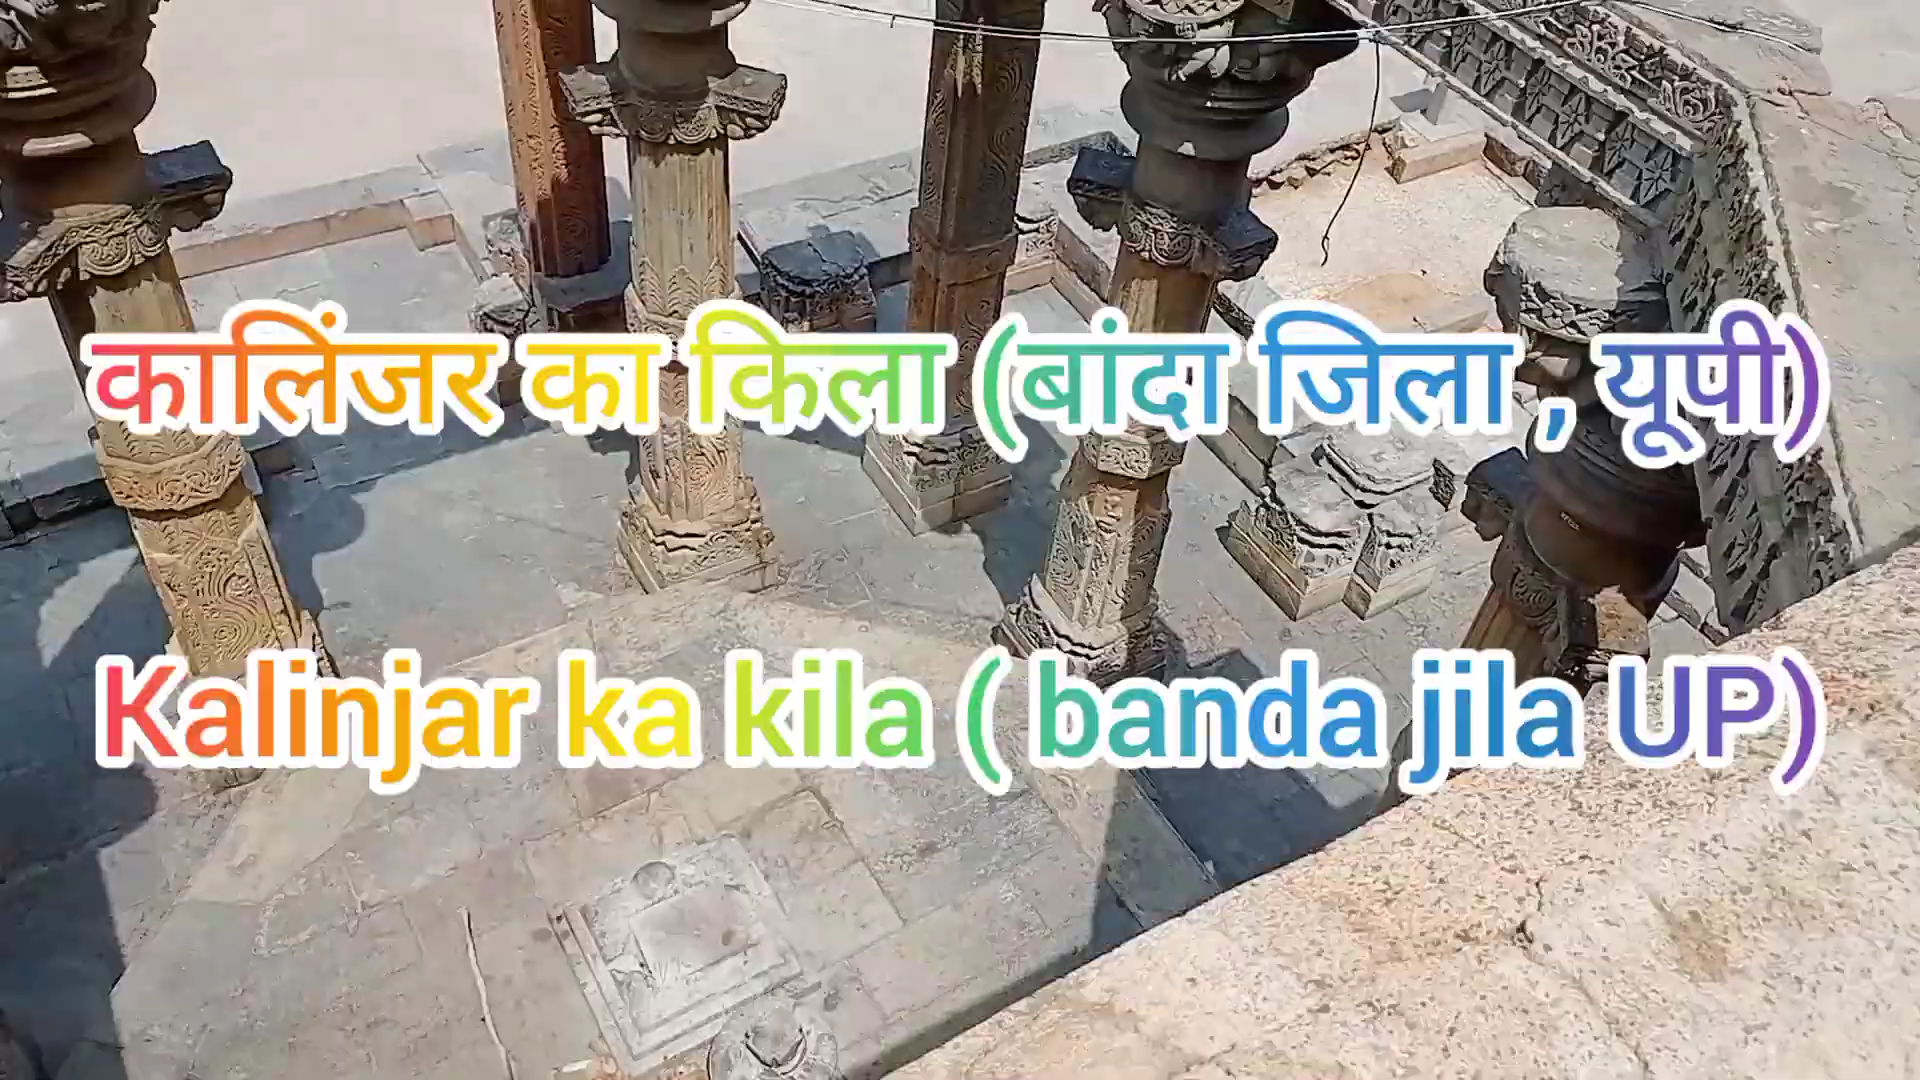 कालिंजर का किला (बांदा जिला , यूपी)
Kalinjar ka kila ( banda jila UP)